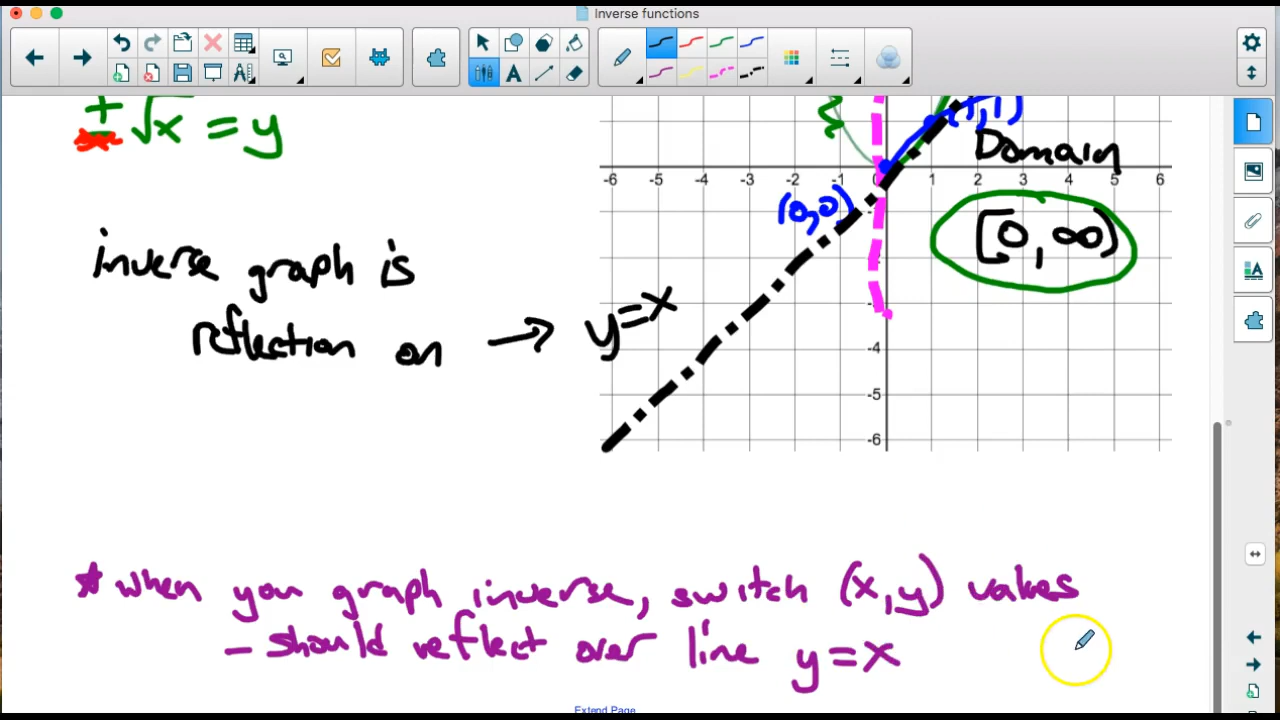 Inverse functions
± √x = y
(1,1)
Domain
-6 -5 -4 -3 -2 -1 0 1 2 3 4 5 6
(0,0)
[0, ∞)
inverse graph is
reflection on → y=x
-4
-5
-6
* when you graph inverse, switch (x,y) values
- should reflect over line y=x
Extend Page